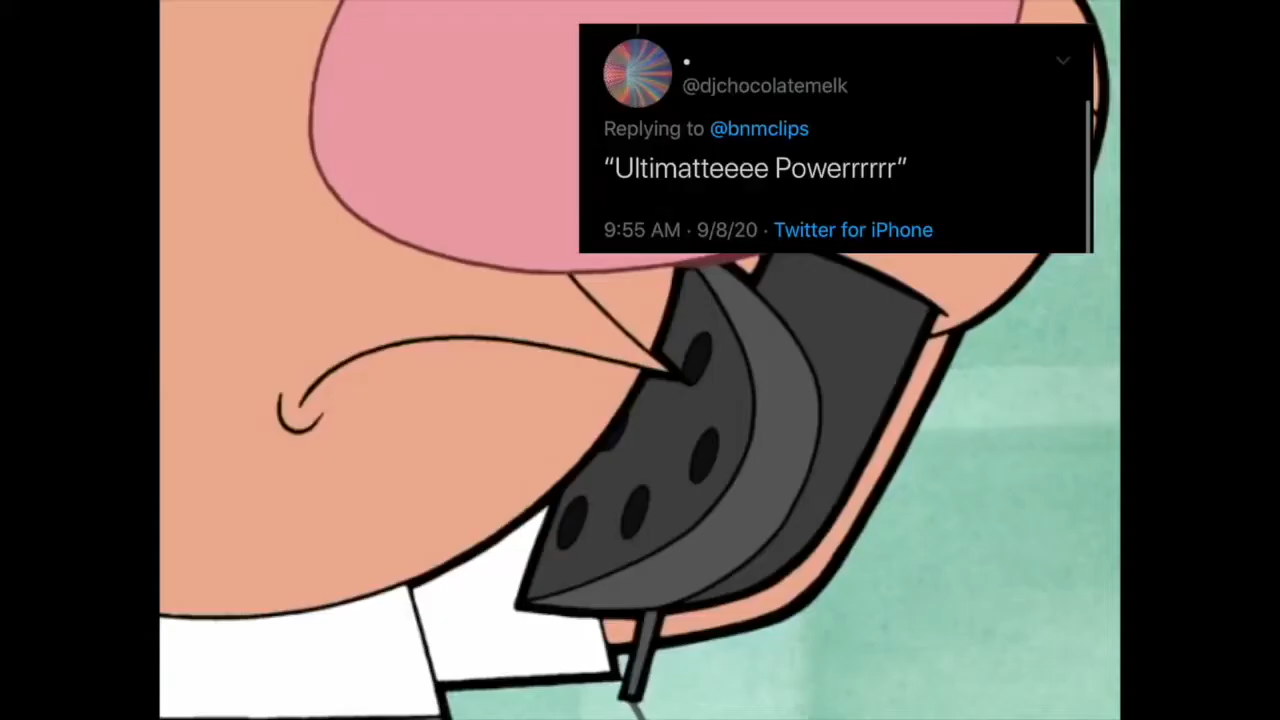 •
@djchocolatemelk
Replying to @bnmclips
“Ultimatteeee Powerrrrrr”
9:55 AM · 9/8/20 · Twitter for iPhone